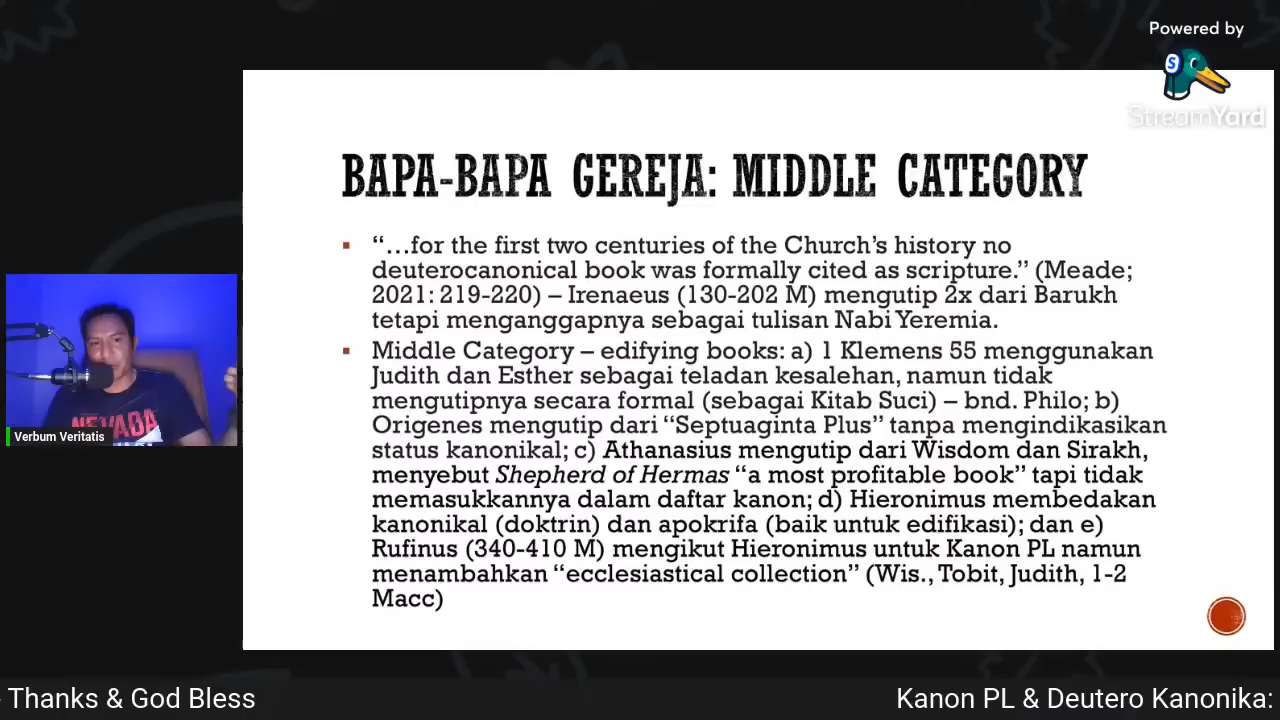 Powered by
StreamYard
BAPA-BAPA GEREJA: MIDDLE CATEGORY
▪ “…for the first two centuries of the Church’s history no
deuterocanonical book was formally cited as scripture.” (Meade;
2021: 219-220) – Irenaeus (130-202 M) mengutip 2x dari Barukh
tetapi menganggapnya sebagai tulisan Nabi Yeremia.
▪ Middle Category – edifying books: a) 1 Klemens 55 menggunakan
Judith dan Esther sebagai teladan kesalehan, namun tidak
mengutipnya secara formal (sebagai Kitab Suci) – bnd. Philo; b)
Origenes mengutip dari “Septuaginta Plus” tanpa mengindikasikan
status kanonikal; c) Athanasius mengutip dari Wisdom dan Sirakh,
menyebut Shepherd of Hermas “a most profitable book” tapi tidak
memasukkannya dalam daftar kanon; d) Hieronimus membedakan
kanonikal (doktrin) dan apokrifa (baik untuk edifikasi); dan e)
Rufinus (340-410 M) mengikut Hieronimus untuk Kanon PL namun
menambahkan “ecclesiastical collection” (Wis., Tobit, Judith, 1-2
Macc)
NEVADA
Verbum Veritatis
Thanks & God Bless
Kanon PL & Deutero Kanonika: